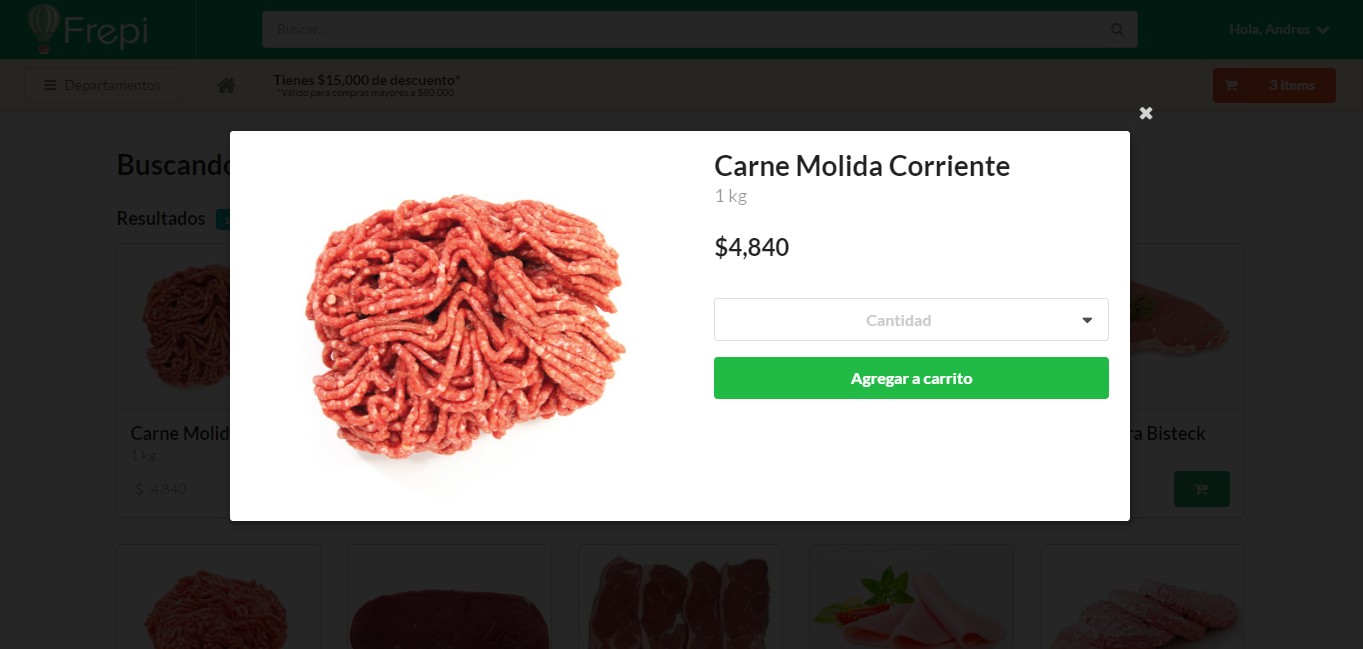 Frepi
Buscar...
Hola, Andres
Departamentos
Tienes $15,000 de descuento*
*Válido para compras mayores a $80.000
3 items
Buscando
Resultados
Carne Molida Corriente
1 kg
$4,840
Cantidad
Agregar a carrito
Carne Molid
1 kg
$ 4,840
ra Bisteck